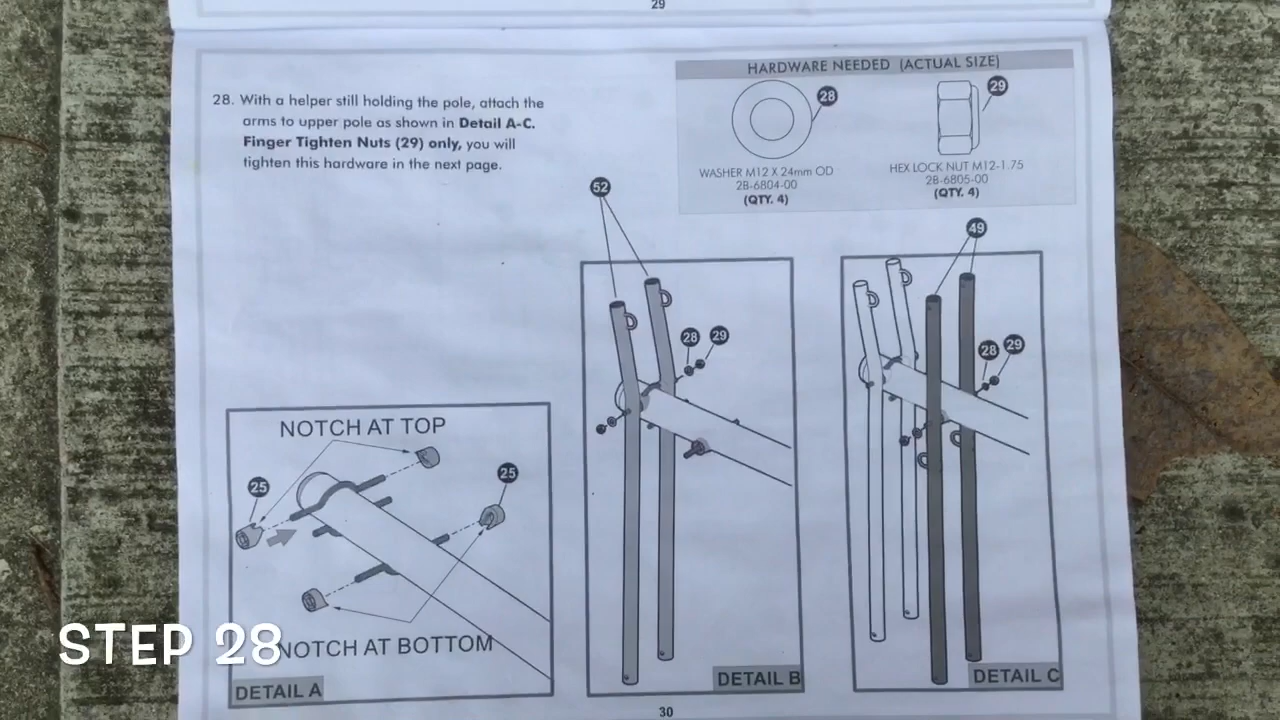 29
28. With a helper still holding the pole, attach the
arms to upper pole as shown in Detail A-C.
Finger Tighten Nuts (29) only, you will
tighten this hardware in the next page.
HARDWARE NEEDED (ACTUAL SIZE)
28
29
WASHER M12 X 24mm OD
2B-6804-00
(QTY. 4)
HEX LOCK NUT M12-1.75
2B-6805-00
(QTY. 4)
52
28
29
DETAIL B
49
28
29
DETAIL C
NOTCH AT TOP
25
25
NOTCH AT BOTTOM
DETAIL A
STEP 28
30